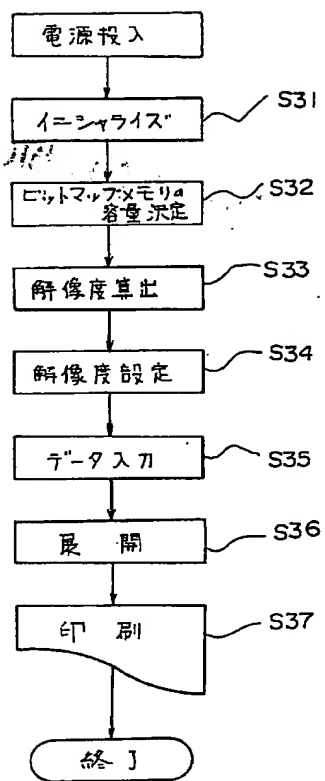 電源投入
イニシャライズ
S31
ビットマップメモリの
容量決定
S32
解像度算出
S33
解像度設定
S34
データ入力
S35
展開
S36
印刷
S37
終了